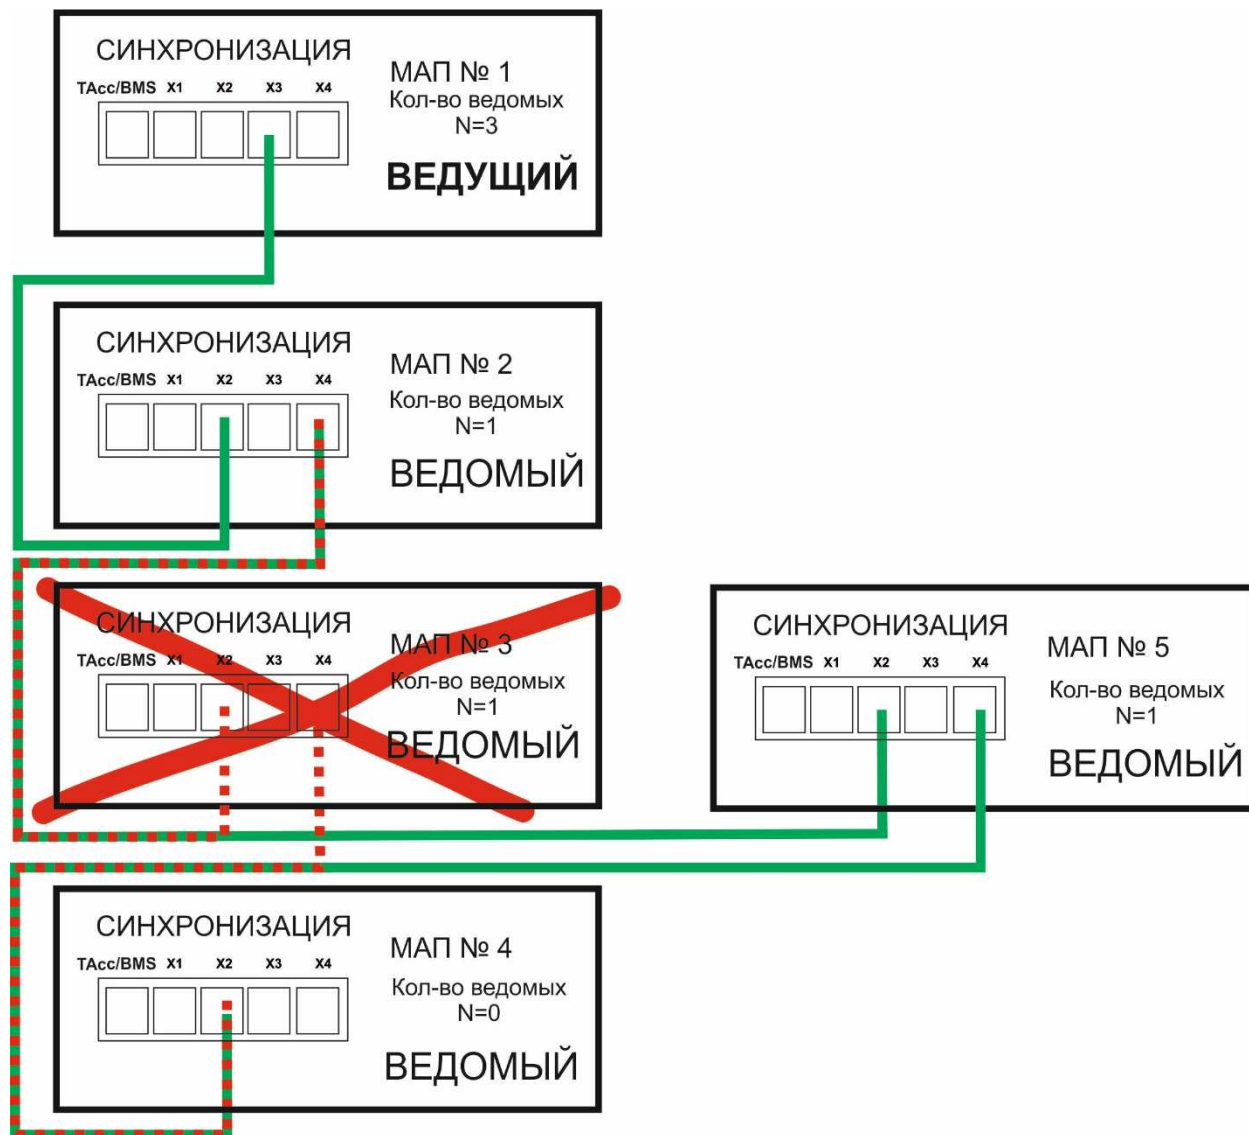 СИНХРОНИЗАЦИЯ
TAcc/BMS X1 X2 X3 X4
МАП № 1
Кол-во ведомых
N=3
ВЕДУЩИЙ
СИНХРОНИЗАЦИЯ
TAcc/BMS X1 X2 X3 X4
МАП № 2
Кол-во ведомых
N=1
ВЕДОМЫЙ
СИНХРОНИЗАЦИЯ
TAcc/BMS X1 X2 X3 X4
МАП № 3
Кол-во ведомых
N=1
ВЕДОМЫЙ
СИНХРОНИЗАЦИЯ
TAcc/BMS X1 X2 X3 X4
МАП № 5
Кол-во ведомых
N=1
ВЕДОМЫЙ
СИНХРОНИЗАЦИЯ
TAcc/BMS X1 X2 X3 X4
МАП № 4
Кол-во ведомых
N=0
ВЕДОМЫЙ